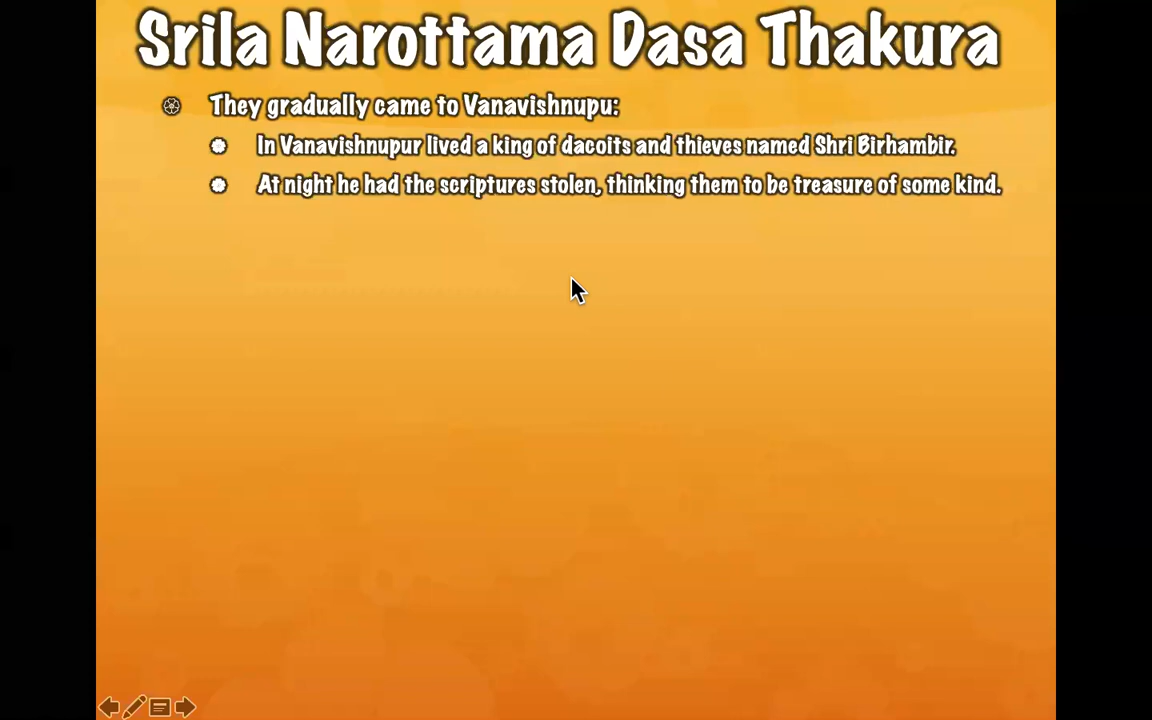 Srila Narottama Dasa Thakura
They gradually came to Vanavishnupu:
In Vanavishnupur lived a king of dacoits and thieves named Shri Birhambir.
At night he had the scriptures stolen, thinking them to be treasure of some kind.